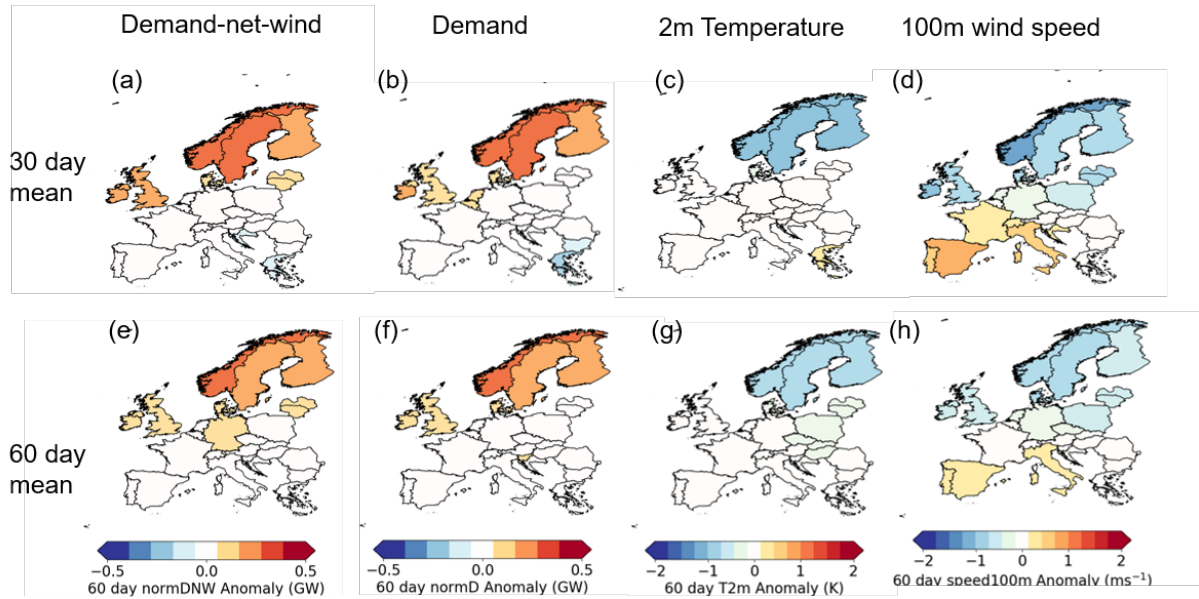 Demand-net-wind Demand 2m Temperature 100m wind speed
(a) (b) (c) (d)
30 day
mean
(e) (f) (g) (h)
60 day
mean
−0.5 0.0 0.5 −0.5 0.0 0.5 −2 −1 0 1 2 −2 −1 0 1 2
60 day normDNW Anomaly (GW) 60 day normD Anomaly (GW) 60 day T2m Anomaly (K) 60 day speed100m Anomaly (ms⁻¹)